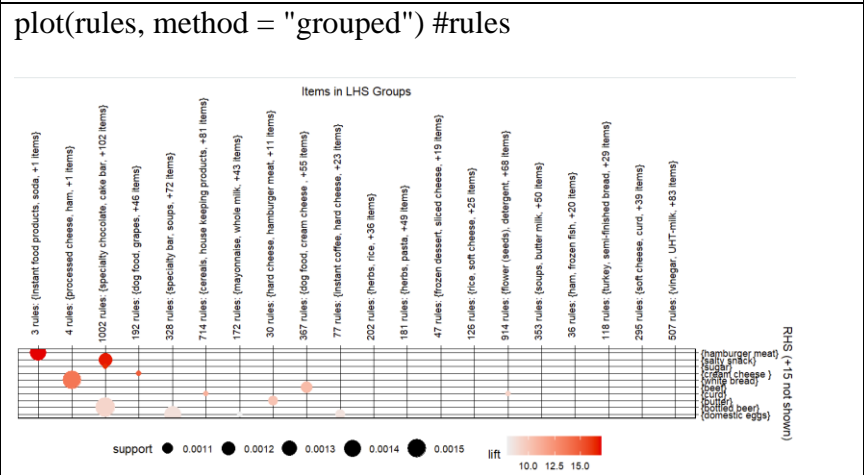 plot(rules, method = "grouped") #rules
Items in LHS Groups
3 rules: {instant food products, soda, +1 items}
4 rules: {processed cheese, ham, +1 items}
1002 rules: {specialty chocolate, cake bar, +102 items}
192 rules: {dog food, grapes, +46 items}
328 rules: {specialty bar, soups, +72 items}
714 rules: {cereals, house keeping products, +81 items}
172 rules: {mayonnaise, whole milk, +43 items}
30 rules: {hard cheese, hamburger meat, +11 items}
367 rules: {dog food, cream cheese , +55 items}
77 rules: {instant coffee, hard cheese, +23 items}
202 rules: {herbs, rice, +36 items}
181 rules: {herbs, pasta, +49 items}
47 rules: {frozen dessert, sliced cheese, +19 items}
126 rules: {rice, soft cheese, +25 items}
914 rules: {flower (seeds), detergent, +68 items}
353 rules: {soups, butter milk, +50 items}
36 rules: {ham, frozen fish, +20 items}
118 rules: {turkey, semi-finished bread, +29 items}
295 rules: {soft cheese, curd, +39 items}
507 rules: {vinegar, UHT-milk, +83 items}
{hamburger meat}
{salty snack}
{sugar}
{cream cheese }
{white bread}
{beef}
{curd}
{butter}
{bottled beer}
{domestic eggs}
RHS (+15 not shown)
support 0.0011 0.0012 0.0013 0.0014 0.0015
lift
10.0 12.5 15.0